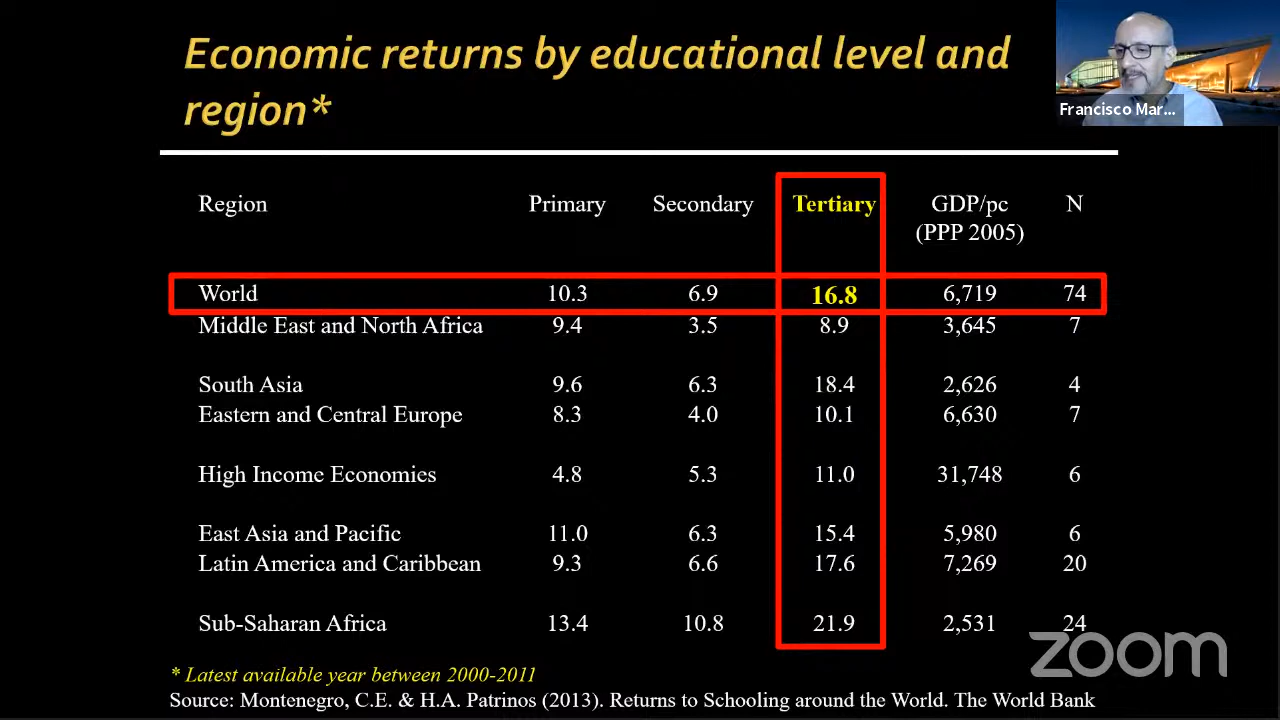 Economic returns by educational level and
region*
Francisco Mar...
Region Primary Secondary Tertiary GDP/pc N
(PPP 2005)
World 10.3 6.9 16.8 6,719 74
Middle East and North Africa 9.4 3.5 8.9 3,645 7
South Asia 9.6 6.3 18.4 2,626 4
Eastern and Central Europe 8.3 4.0 10.1 6,630 7
High Income Economies 4.8 5.3 11.0 31,748 6
East Asia and Pacific 11.0 6.3 15.4 5,980 6
Latin America and Caribbean 9.3 6.6 17.6 7,269 20
Sub-Saharan Africa 13.4 10.8 21.9 2,531 24
zoom
* Latest available year between 2000-2011
Source: Montenegro, C.E. & H.A. Patrinos (2013). Returns to Schooling around the World. The World Bank